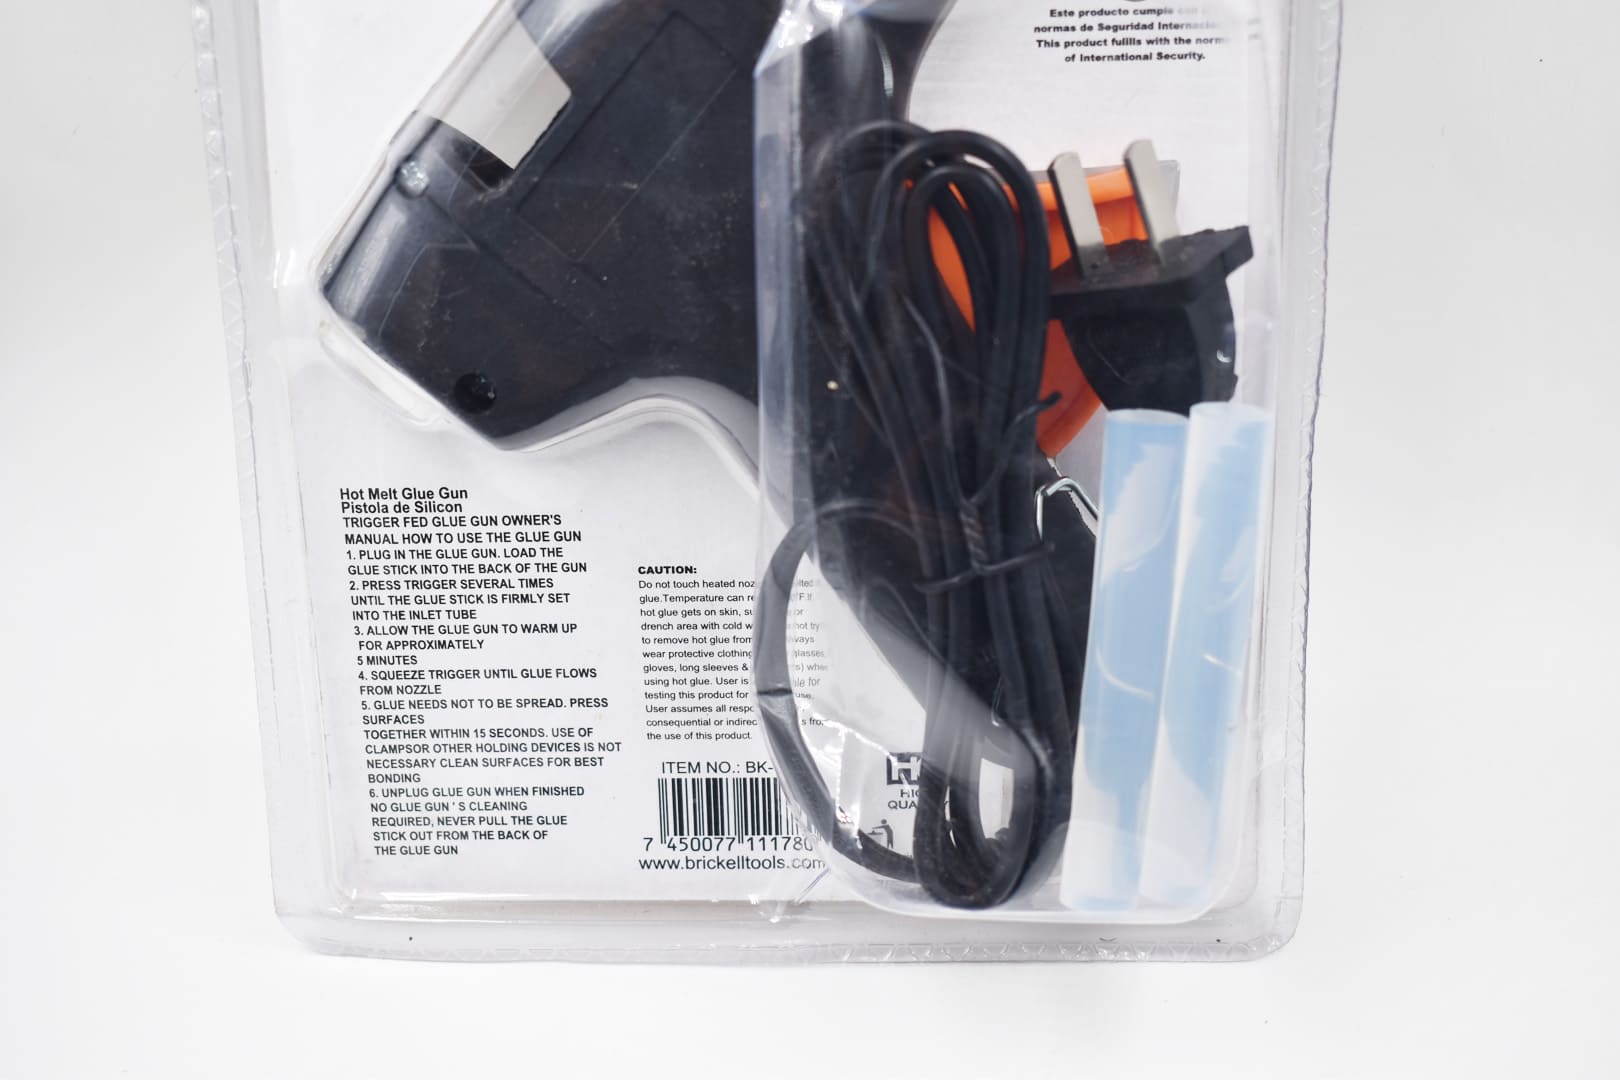 Este producto cumple con
normas de Seguridad
This product fulills with the
of International Security.
Hot Melt Glue Gun
Pistola de Silicon
TRIGGER FED GLUE GUN OWNER'S
MANUAL HOW TO USE THE GLUE GUN
1. PLUG IN THE GLUE GUN. LOAD THE
GLUE STICK INTO THE BACK OF THE GUN
2. PRESS TRIGGER SEVERAL TIMES
UNTIL THE GLUE STICK IS FIRMLY SET
INTO THE INLET TUBE
3. ALLOW THE GLUE GUN TO WARM UP
FOR APPROXIMATELY
5 MINUTES
4. SQUEEZE TRIGGER UNTIL GLUE FLOWS
FROM NOZZLE
5. GLUE NEEDS NOT TO BE SPREAD. PRESS
SURFACES
TOGETHER WITHIN 15 SECONDS. USE OF
CLAMPSOR OTHER HOLDING DEVICES IS NOT
NECESSARY CLEAN SURFACES FOR BEST
BONDING
6. UNPLUG GLUE GUN WHEN FINISHED
NO GLUE GUN ' S CLEANING
REQUIRED, NEVER PULL THE GLUE
STICK OUT FROM THE BACK OF
THE GLUE GUN
CAUTION:
Do not touch heated
glue.Temperature can F.If
hot glue gets on skin, or
drench area with cold try
to remove hot glue from
wear protective clothing glasses,
gloves, long sleeves & when
using hot glue. User is for
testing this product for use.
User assumes all
consequential or from
the use of this product.
ITEM NO.: BK-
7 450077 111780
www.brickelltools.com